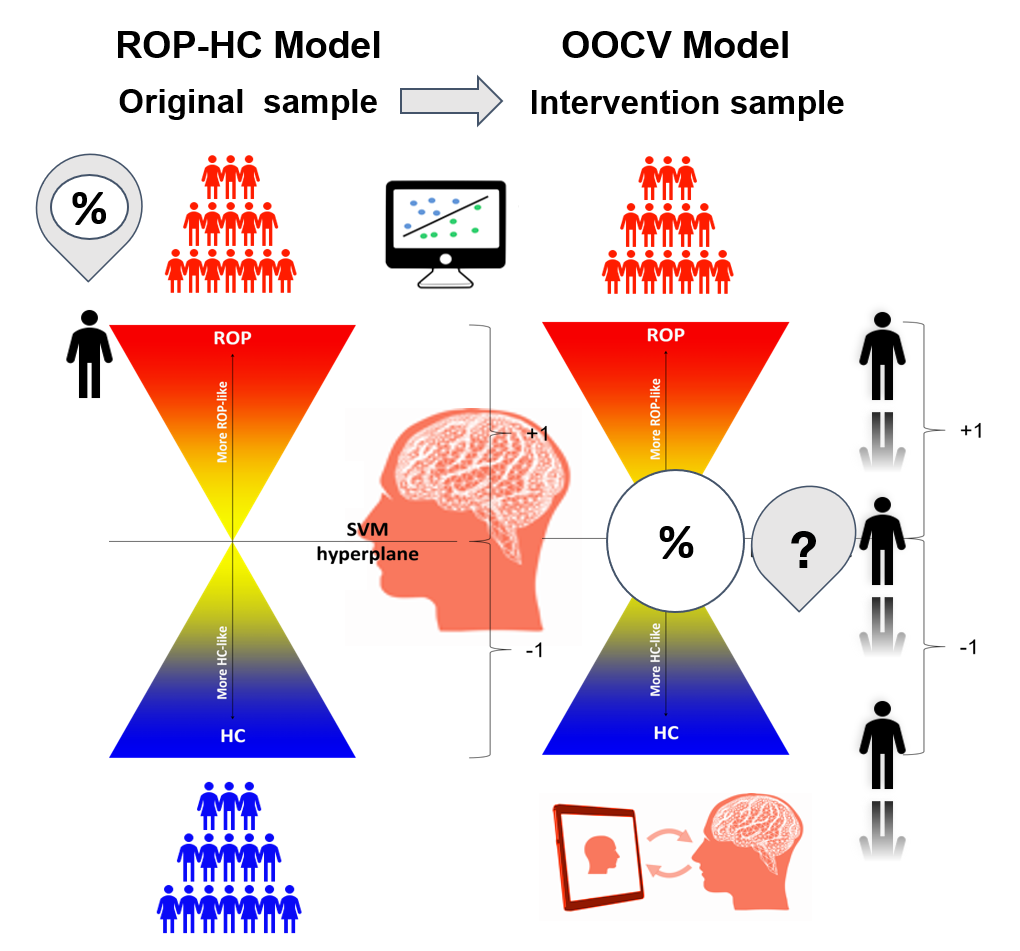 ROP-HC Model
OOCV Model
Original sample
Intervention sample
%
ROP
ROP
More ROP-like
More ROP-like
+1
+1
SVM
hyperplane
%
?
More HC-like
More HC-like
-1
-1
HC
HC